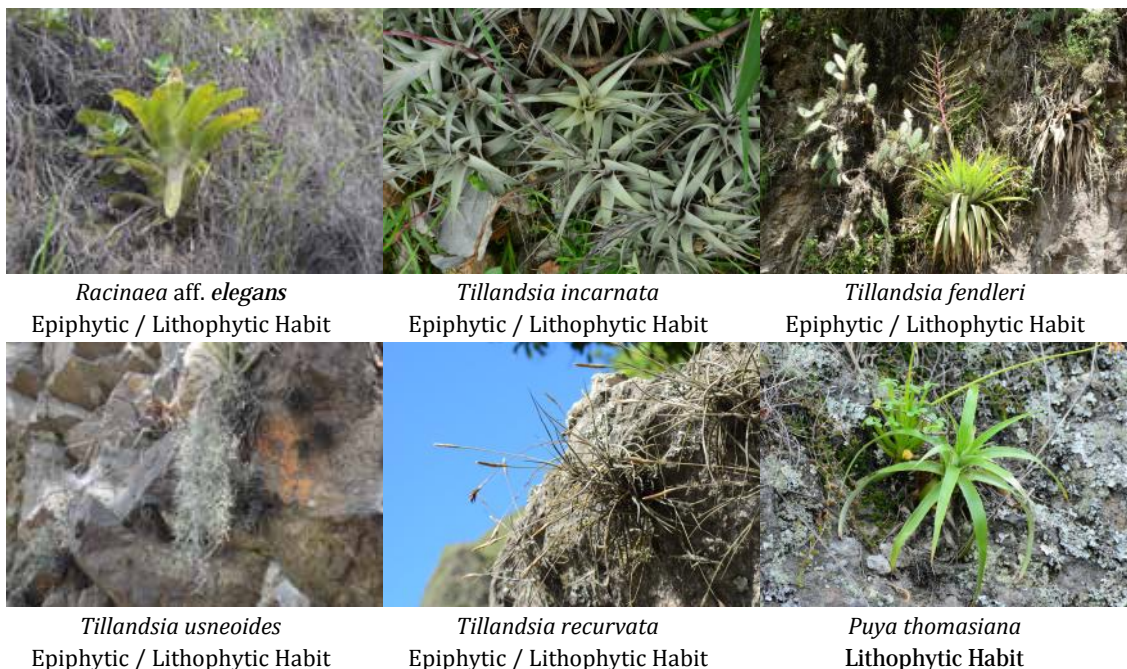 Racinaea aff. elegans
Epiphytic / Lithophytic Habit
Tillandsia incarnata
Epiphytic / Lithophytic Habit
Tillandsia fendleri
Epiphytic / Lithophytic Habit
Tillandsia usneoides
Epiphytic / Lithophytic Habit
Tillandsia recurvata
Epiphytic / Lithophytic Habit
Puya thomasiana
Lithophytic Habit